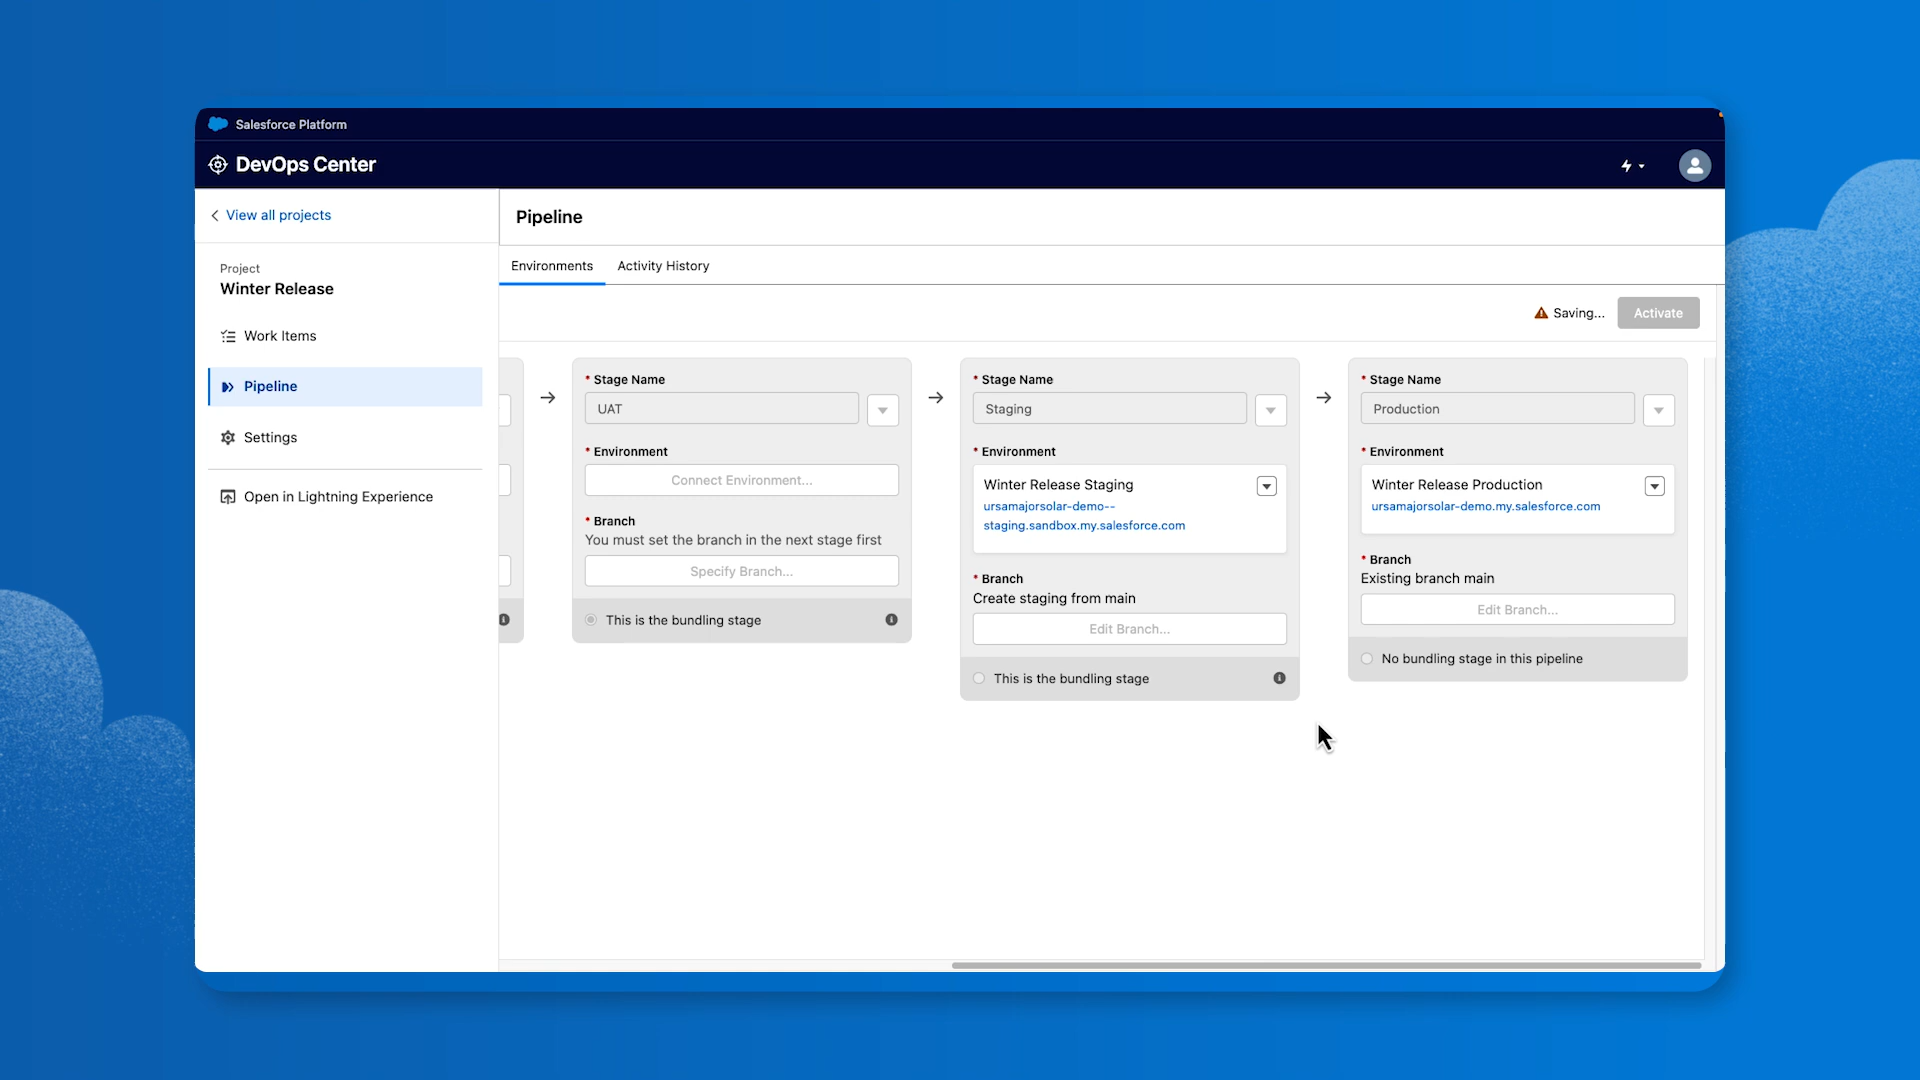 Salesforce Platform
DevOps Center
View all projects
Project
Winter Release
Work Items
Pipeline
Settings
Open in Lightning Experience
Pipeline
Environments
Activity History
Saving...
Activate
* Stage Name
UAT
* Environment
Connect Environment...
* Branch
You must set the branch in the next stage first
Specify Branch...
This is the bundling stage
* Stage Name
Staging
* Environment
Winter Release Staging
ursamajorsolar-demo--
staging.sandbox.my.salesforce.com
* Branch
Create staging from main
Edit Branch...
This is the bundling stage
* Stage Name
Production
* Environment
Winter Release Production
ursamajorsolar-demo.my.salesforce.com
* Branch
Existing branch main
Edit Branch...
No bundling stage in this pipeline